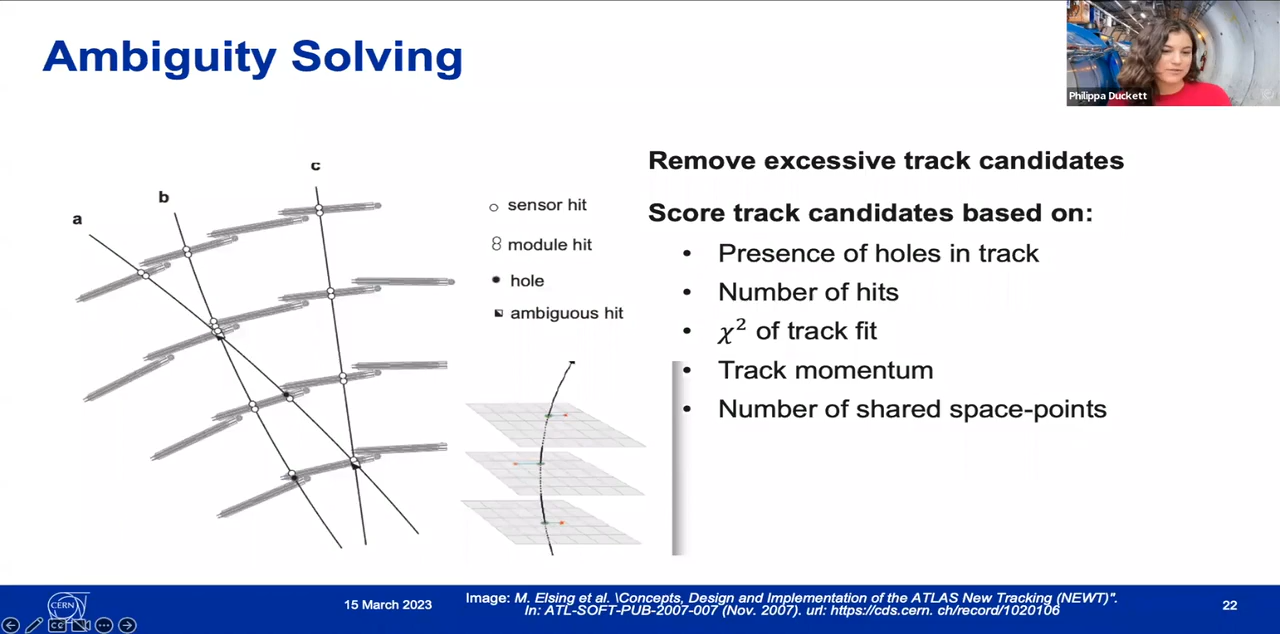 Ambiguity Solving
Philippa Duckett
a
b
c
sensor hit
module hit
hole
ambiguous hit
Remove excessive track candidates
Score track candidates based on:
• Presence of holes in track
• Number of hits
• χ² of track fit
• Track momentum
• Number of shared space-points
CERN
15 March 2023
Image: M. Elsing et al. \Concepts, Design and Implementation of the ATLAS New Tracking (NEWT)".
In: ATL-SOFT-PUB-2007-007 (Nov. 2007). url: https://cds.cern. ch/record/1020106
22